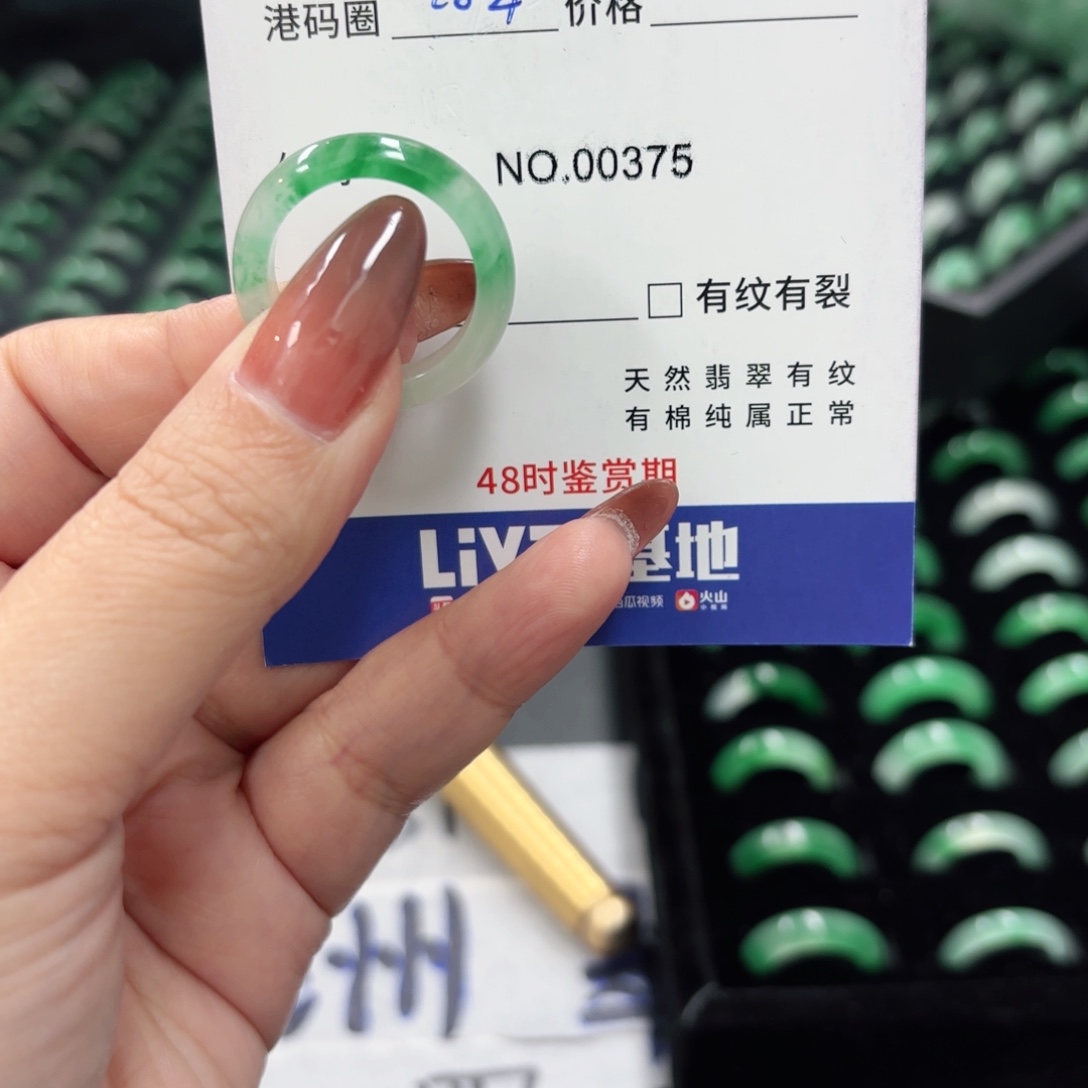 港码圈 价格
NO.00375
有纹有裂
天然翡翠有纹
有棉纯属正常
48时鉴赏期
LiY 基地
瓜视频 火山